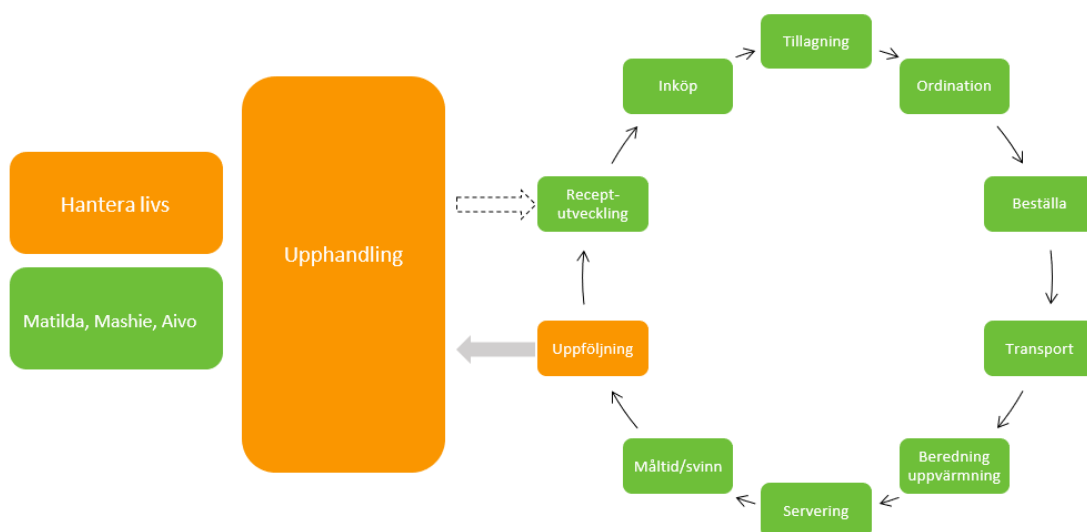 Hantera livs
Matilda, Mashie, Aivo
Upphandling
Recept-
utveckling
Inköp
Tillagning
Ordination
Beställa
Transport
Beredning
uppvärmning
Servering
Måltid/svinn
Uppföljning